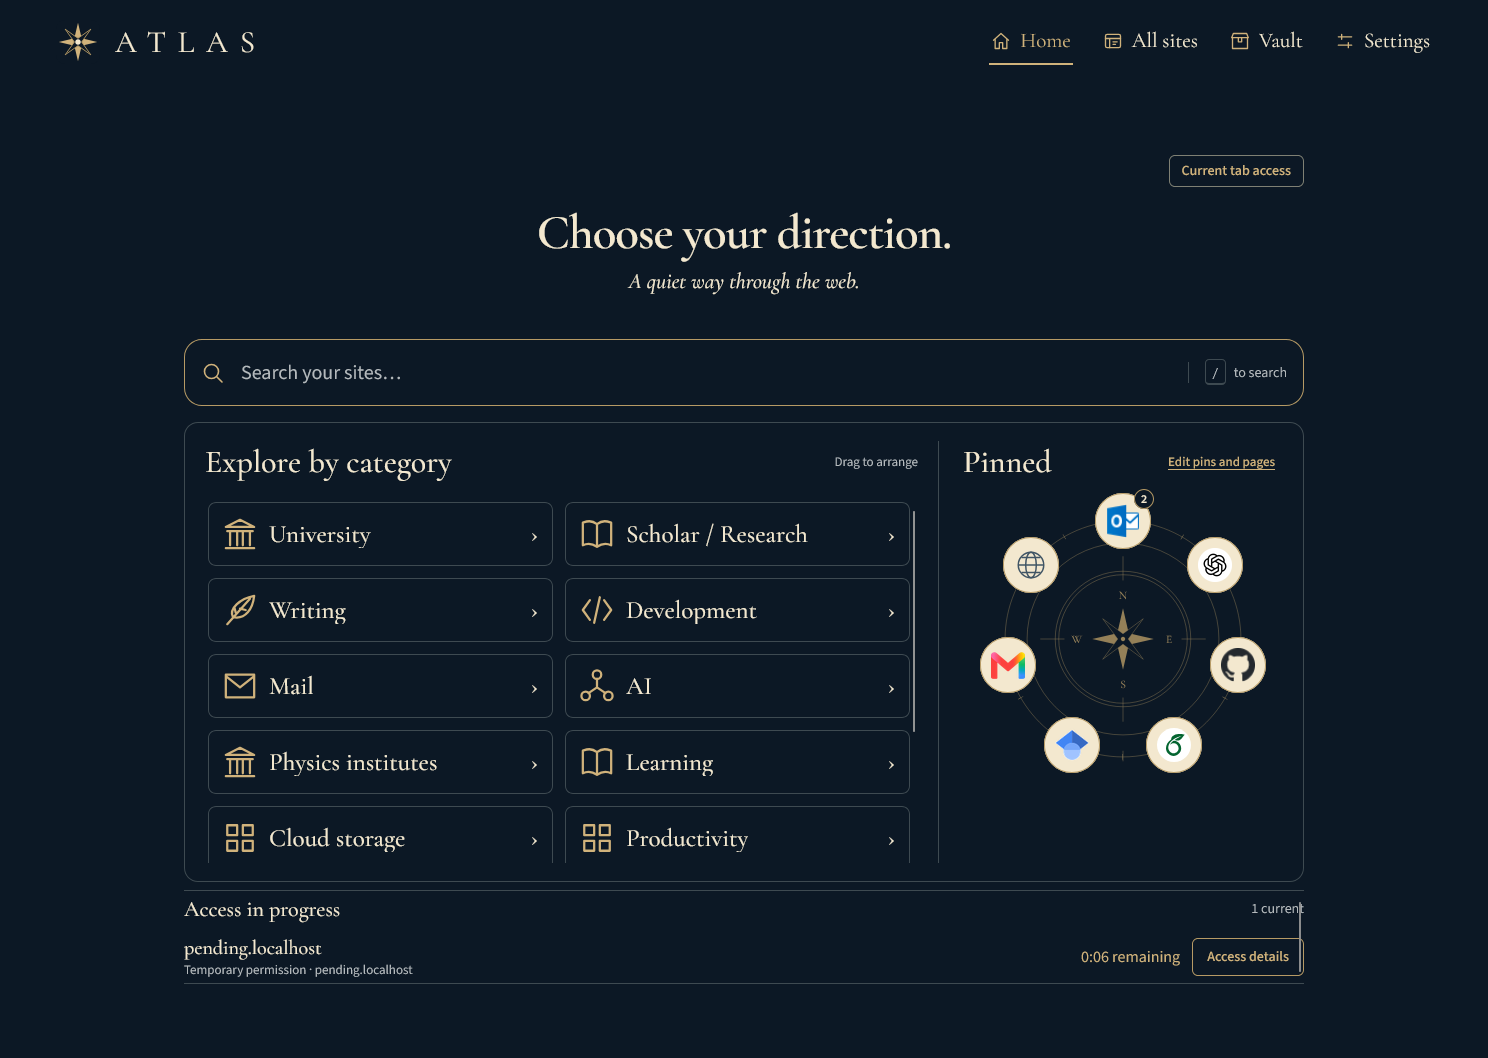 ATLAS
Home
All sites
Vault
Settings
Current tab access
Choose your direction.
A quiet way through the web.
Search your sites...
/ to search
Explore by category
Drag to arrange
University
Scholar / Research
Writing
Development
Mail
AI
Physics institutes
Learning
Cloud storage
Productivity
Pinned
Edit pins and pages
2
N
W
E
S
Access in progress
1 current
pending.localhost
Temporary permission · pending.localhost
0:06 remaining
Access details